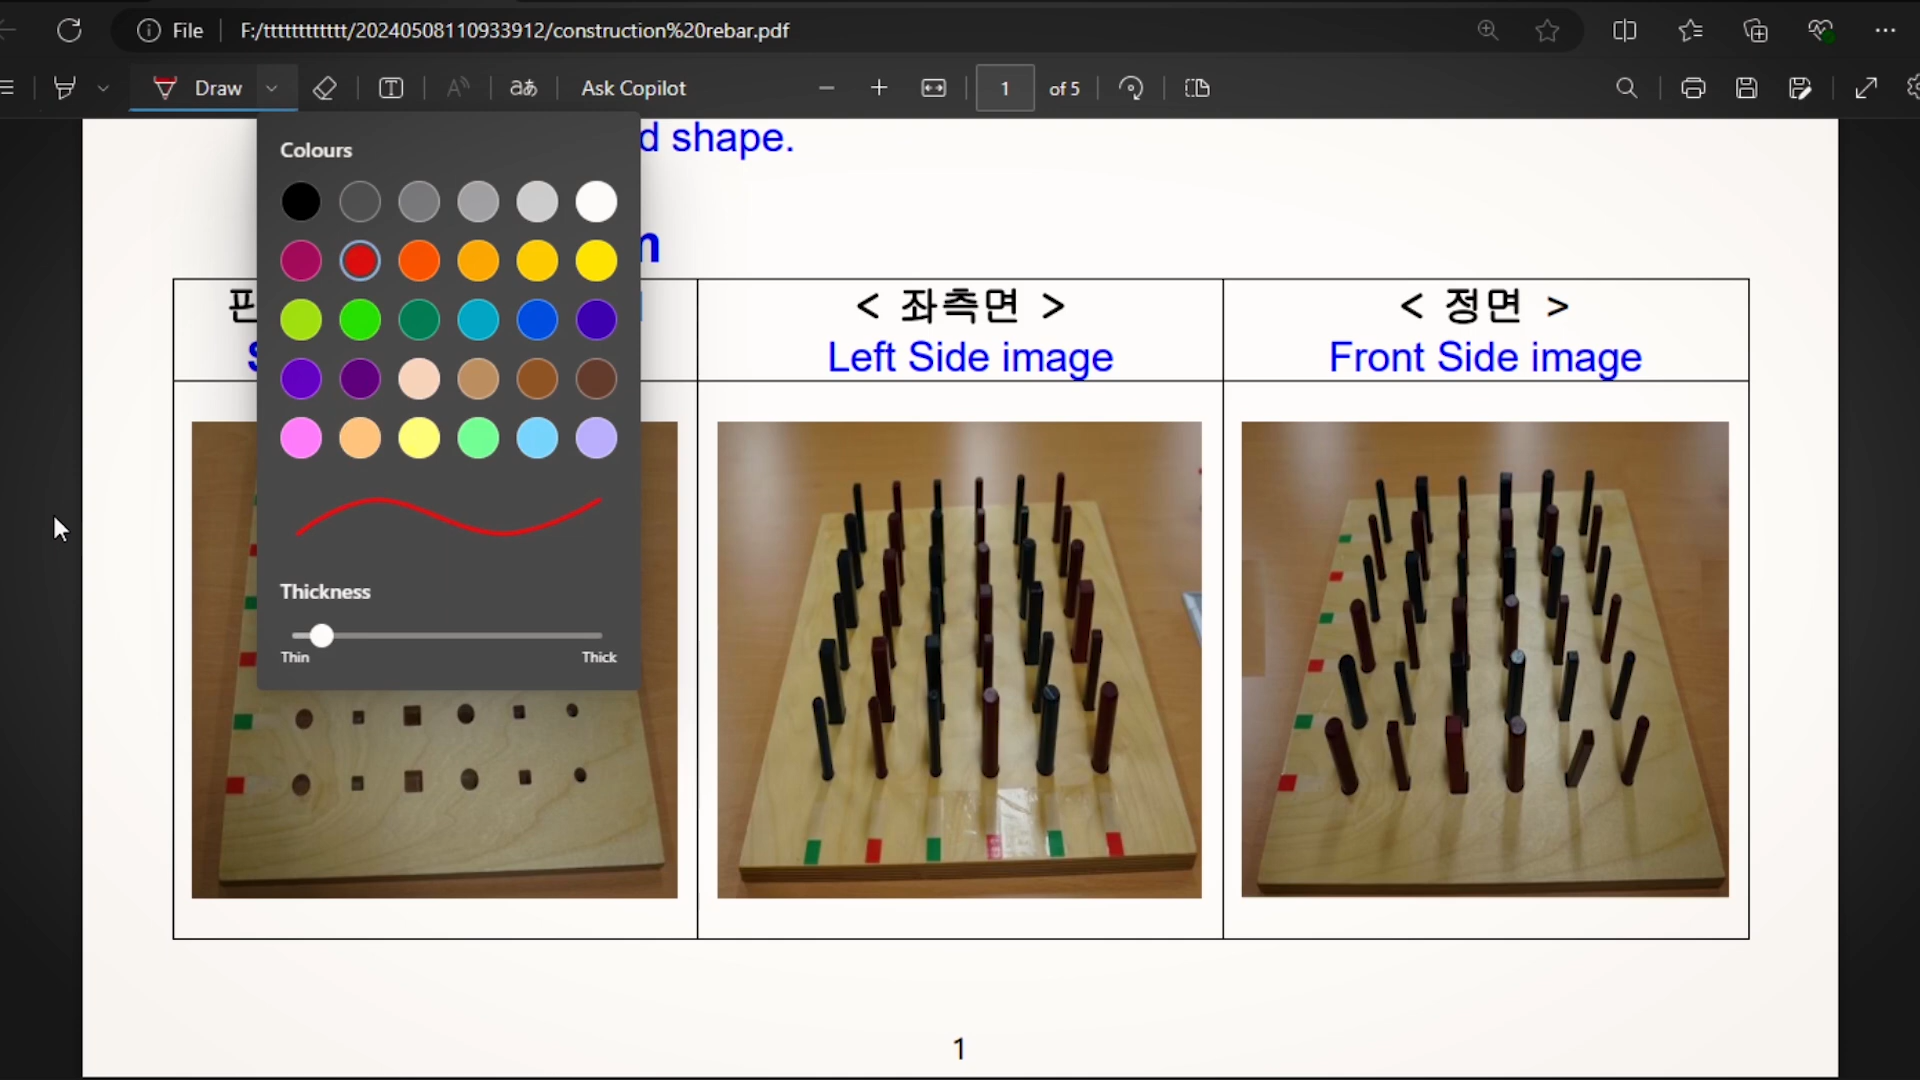 File
F:/tttttttttttt/20240508110933912/construction%20rebar.pdf
Draw
Ask Copilot
1
of 5
Colours
d shape.
< 좌측면 >
< 정면 >
Left Side image
Front Side image
Thickness
Thin
Thick
1